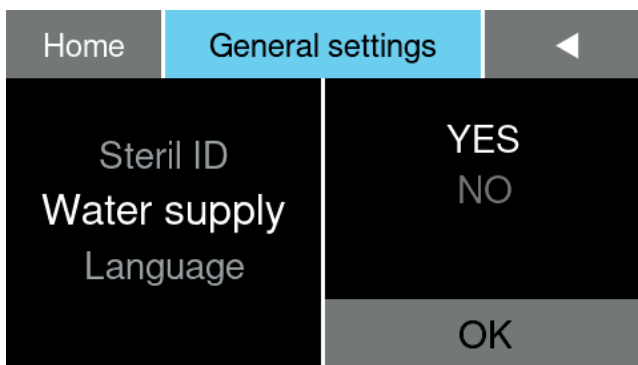 Home
General settings
Steril ID
Water supply
Language
YES
NO
OK